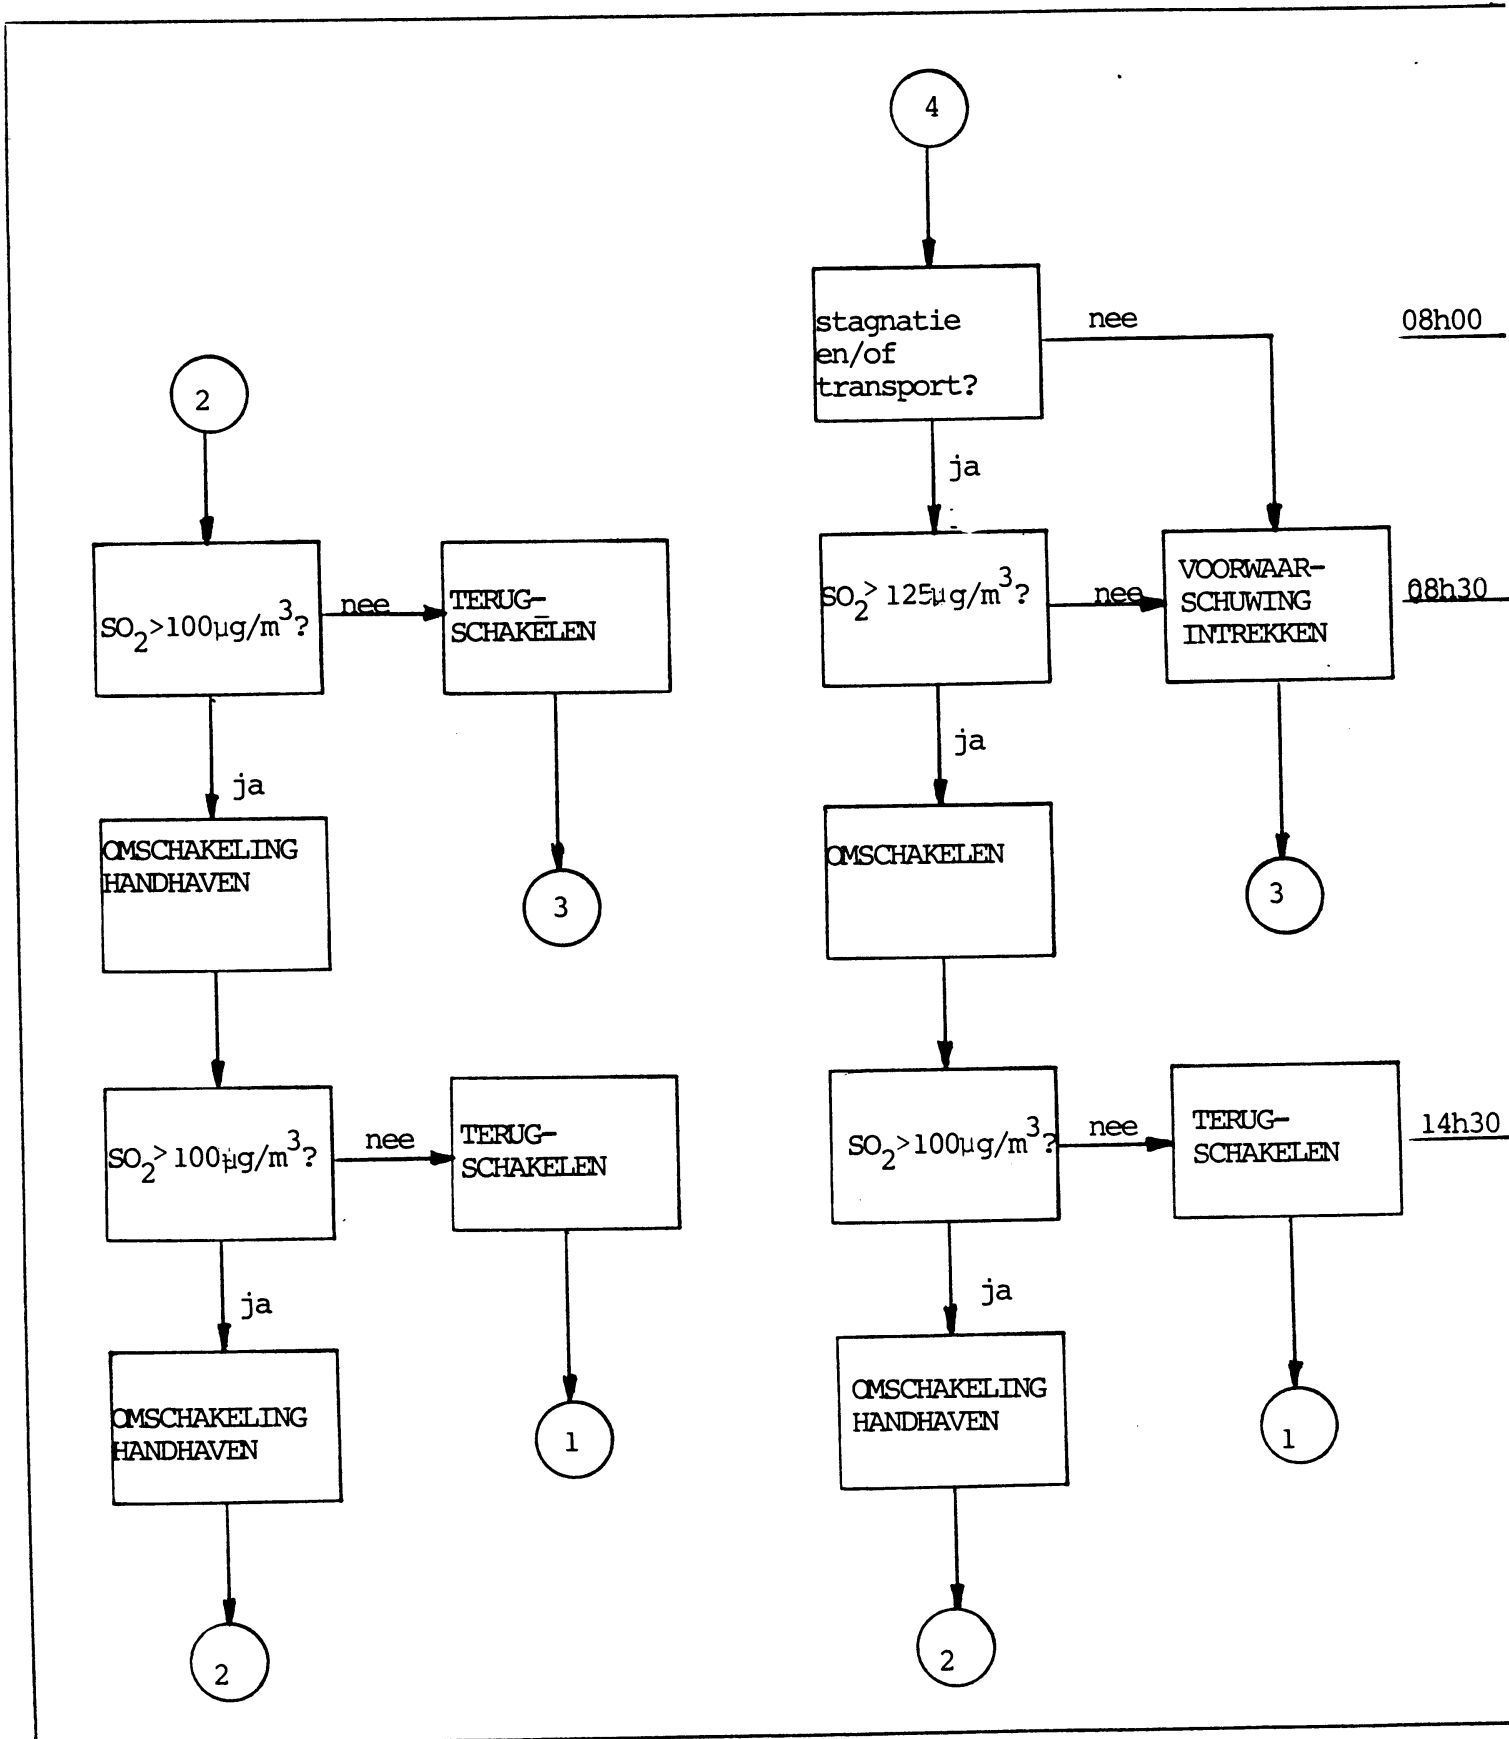 4
stagnatie
en/of
transport?
nee
08h00
ja
2
SO2>100µg/m³?
nee
TERUG-
SCHAKELEN
ja
OMSCHAKELING
HANDHAVEN
3
SO2>100µg/m³?
nee
TERUG-
SCHAKELEN
ja
OMSCHAKELING
HANDHAVEN
1
2
SO2>125µg/m³?
nee
VOORWAAR-
SCHUWING
INTREKKEN
08h30
ja
OMSCHAKELEN
3
SO2>100µg/m³?
nee
TERUG-
SCHAKELEN
14h30
ja
OMSCHAKELING
HANDHAVEN
1
2